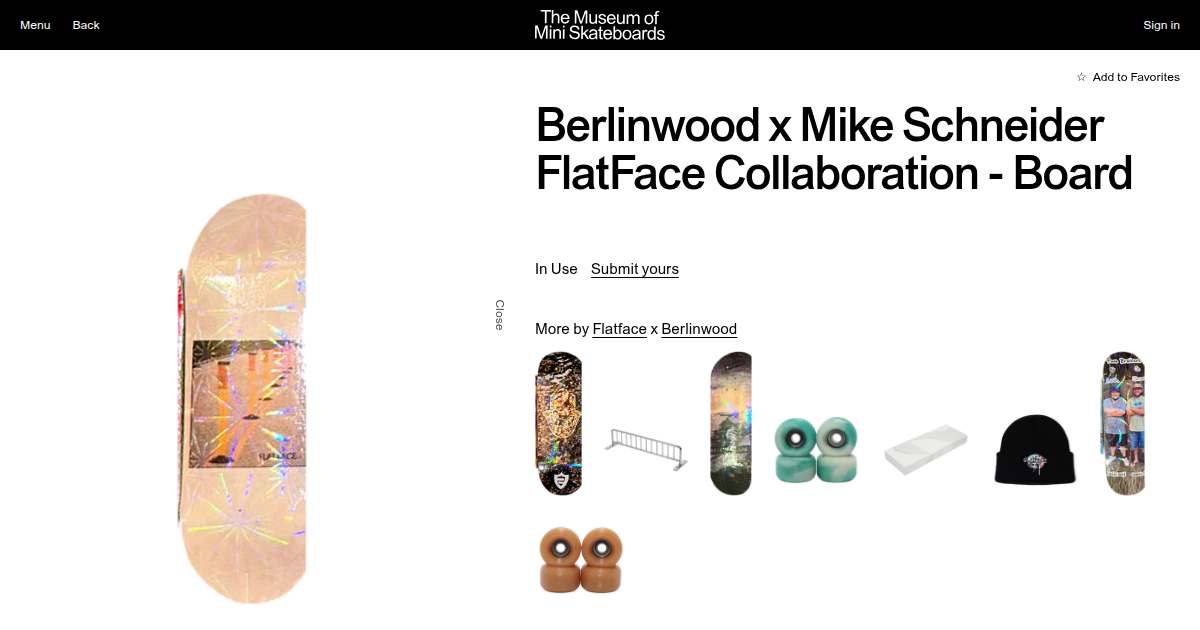 Menu
Back
The Museum of
Mini Skateboards
Sign in
☆ Add to Favorites
Berlinwood x Mike Schneider
FlatFace Collaboration - Board
In Use Submit yours
Close
More by Flatface x Berlinwood